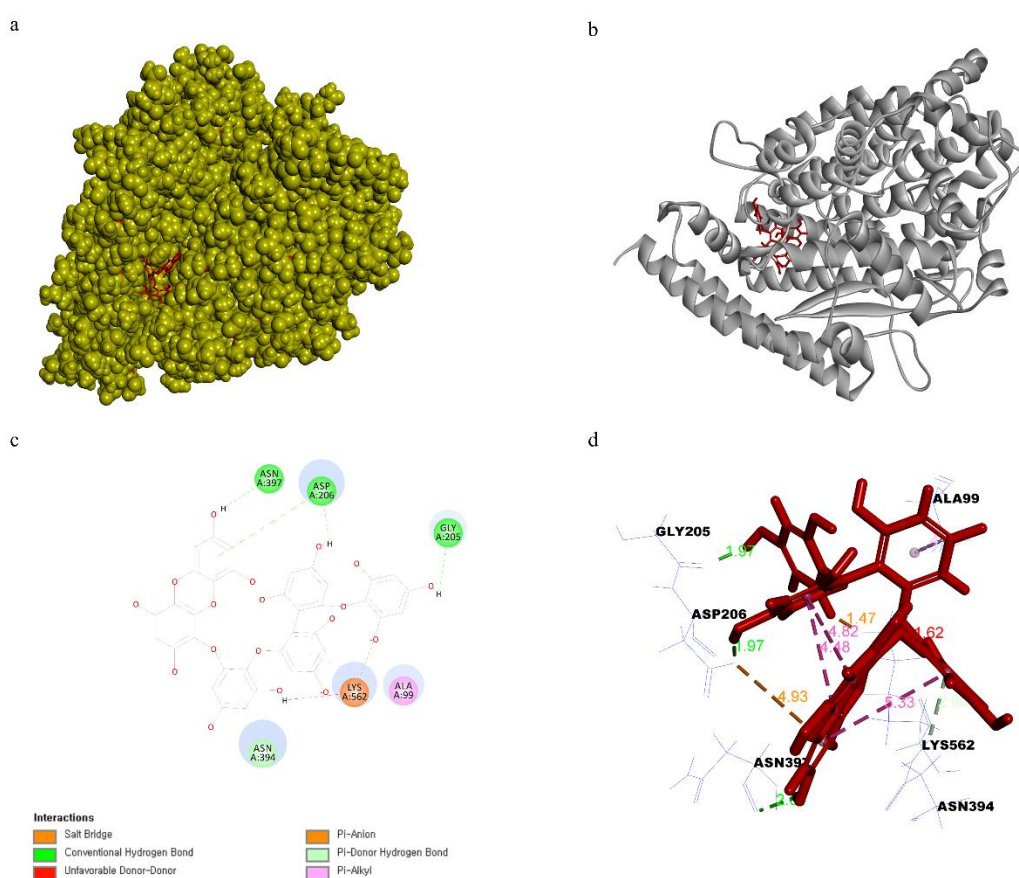 a
b
c
ASN
A:397
ASP
A:206
GLY
A:205
H
H
H
LYS
A:562
ALA
A:99
ASN
A:394
Interactions
Salt Bridge
Conventional Hydrogen Bond
Unfavorable Donor-Donor
Pi-Anion
Pi-Donor Hydrogen Bond
Pi-Alkyl
d
ALA99
GLY205
1.97
ASP206
1.47
4.82
1.62
4.48
1.97
4.93
5.33
LYS562
ASN397
ASN394